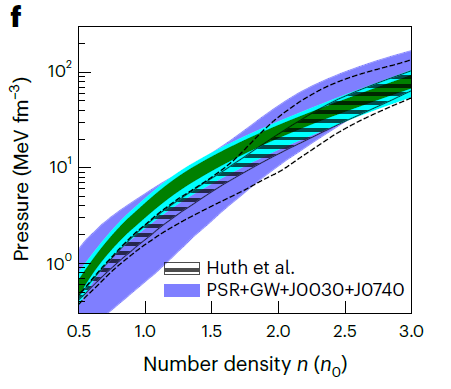 f
10²
10¹
10⁰
Pressure (MeV fm⁻³)
Huth et al.
PSR+GW+J0030+J0740
0.5 1.0 1.5 2.0 2.5 3.0
Number density n (n₀)